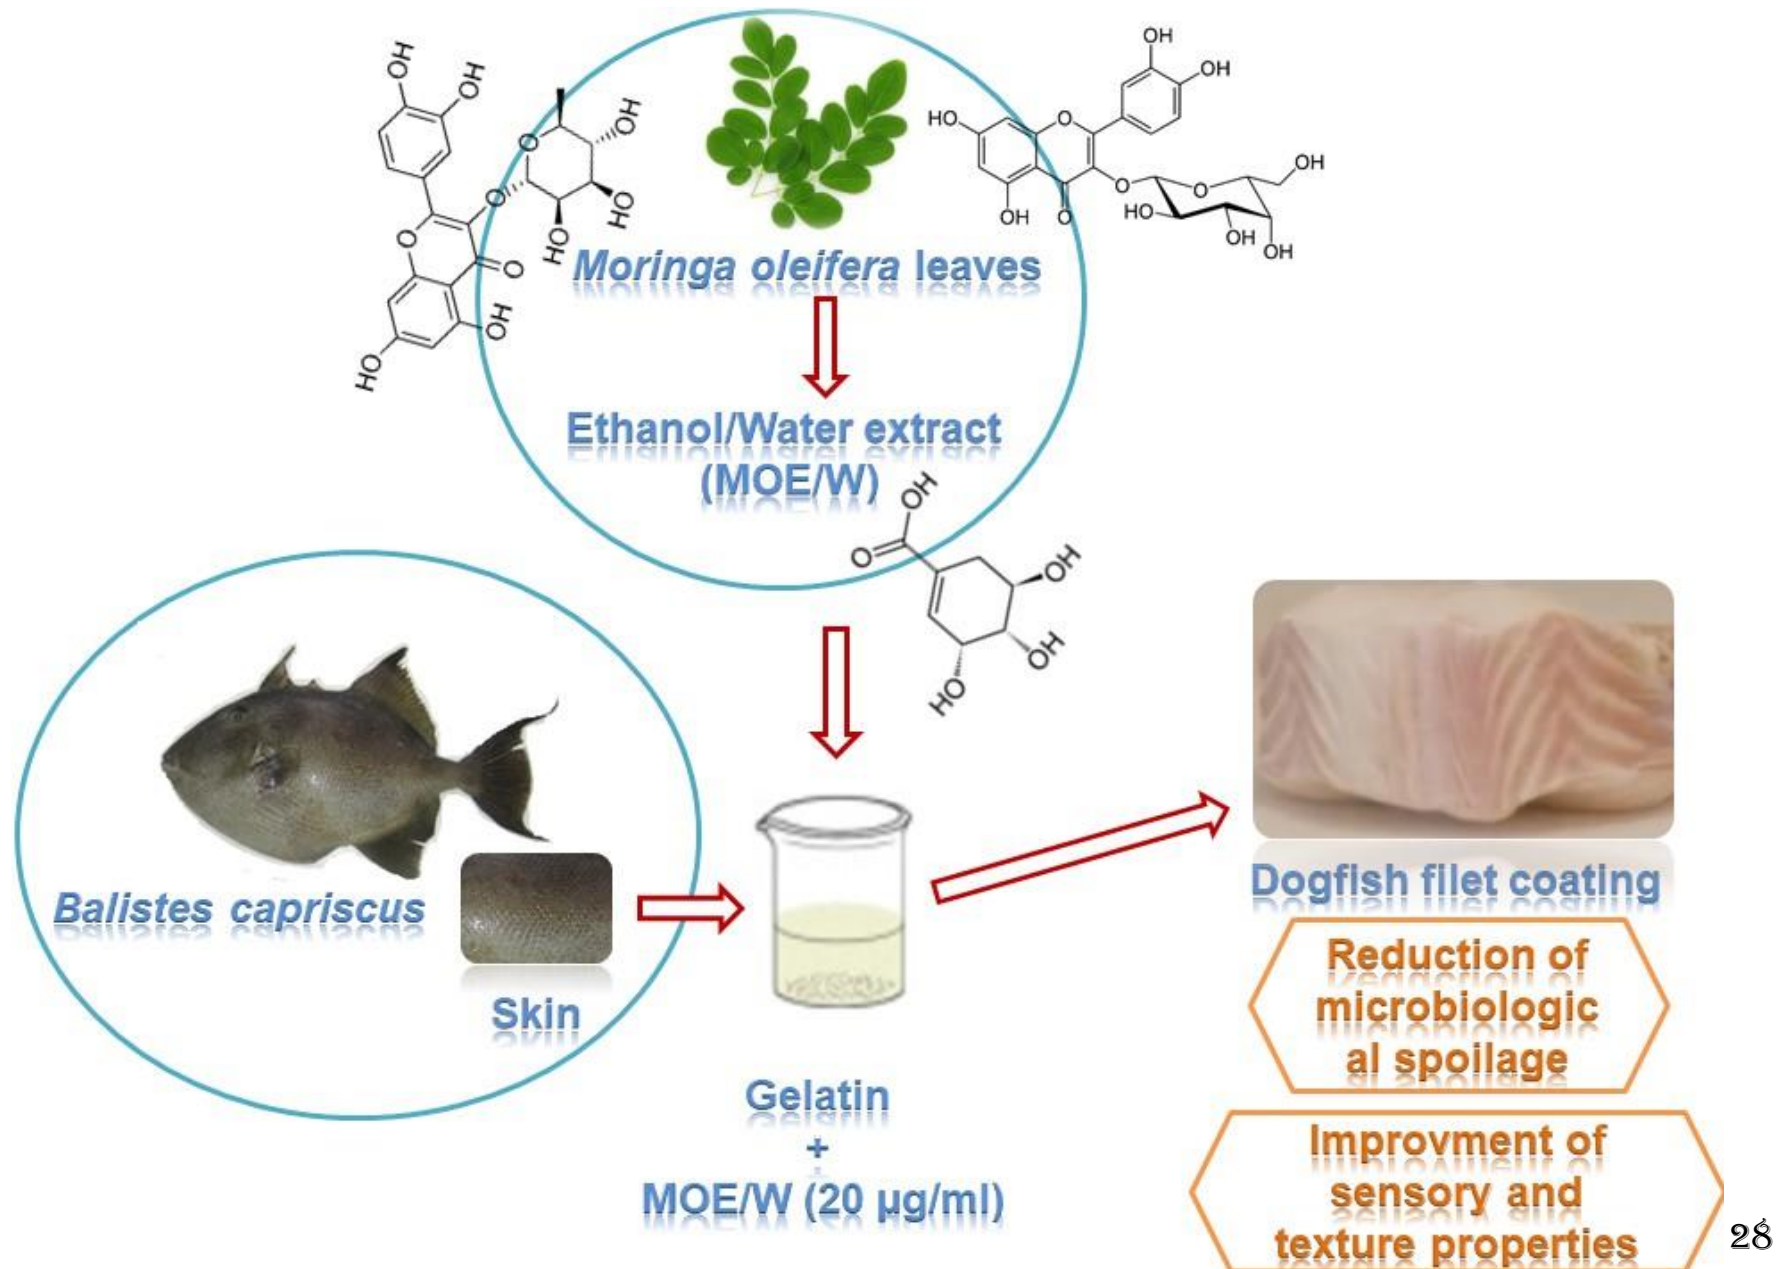 OH
OH
OH
OH
HO
O
O
O
O
HO
HO
OH
HO
OH
OH
HO
O
O
O
O
OH
OH
HO
OH
OH
Moringa oleifera leaves
Ethanol/Water extract
(MOE/W)
OH
O
OH
OH
HO
Balistes capriscus
Skin
Gelatin
+
MOE/W (20 µg/ml)
Dogfish filet coating
Reduction of
microbiologic
al spoilage
Improvment of
sensory and
texture properties
28